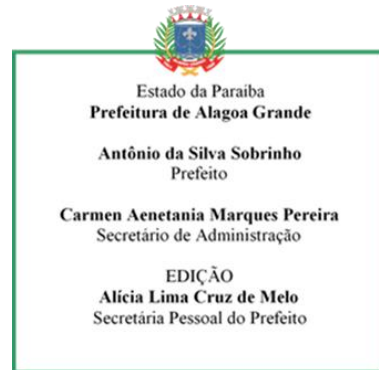 Estado da Paraiba
Prefeitura de Alagoa Grande
Antônio da Silva Sobrinho
Prefeito
Carmen Aenetania Marques Pereira
Secretário de Administração
EDIÇÃO
Alícia Lima Cruz de Melo
Secretária Pessoal do Prefeito